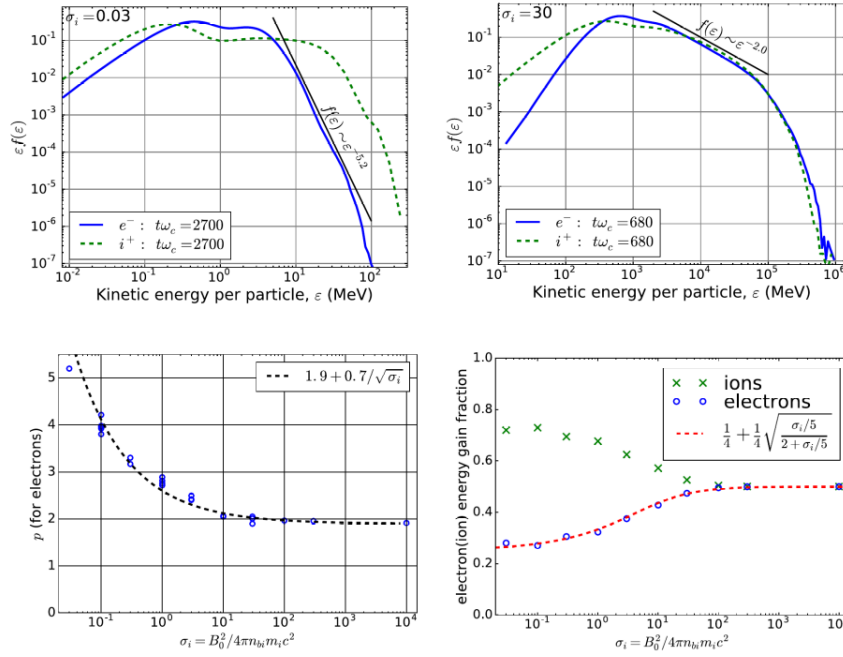 σ_i = 0.03
εf(ε)
10^-1
10^-2
10^-3
10^-4
10^-5
10^-6
10^-7
f(ε) ~ ε^-5.2
e^- : tω_c = 2700
i^+ : tω_c = 2700
10^-2 10^-1 10^0 10^1 10^2
Kinetic energy per particle, ε (MeV)
σ_i = 30
εf(ε)
10^0
10^-1
10^-2
10^-3
10^-4
10^-5
10^-6
10^-7
f(ε) ~ ε^-2.0
e^- : tω_c = 680
i^+ : tω_c = 680
10^1 10^2 10^3 10^4 10^5 10^6
Kinetic energy per particle, ε (MeV)
p (for electrons)
5
4
3
2
1
0
1.9 + 0.7/√σ_i
10^-1 10^0 10^1 10^2 10^3 10^4
σ_i = B_0^2/4πn_bi m_i c^2
electron(ion) energy gain fraction
1.0
0.8
0.6
0.4
0.2
0.0
ions
electrons
1/4 + 1/4 √((σ_i/5)/(2 + σ_i/5))
10^-1 10^0 10^1 10^2 10^3 10^4
σ_i = B_0^2/4πn_bi m_i c^2